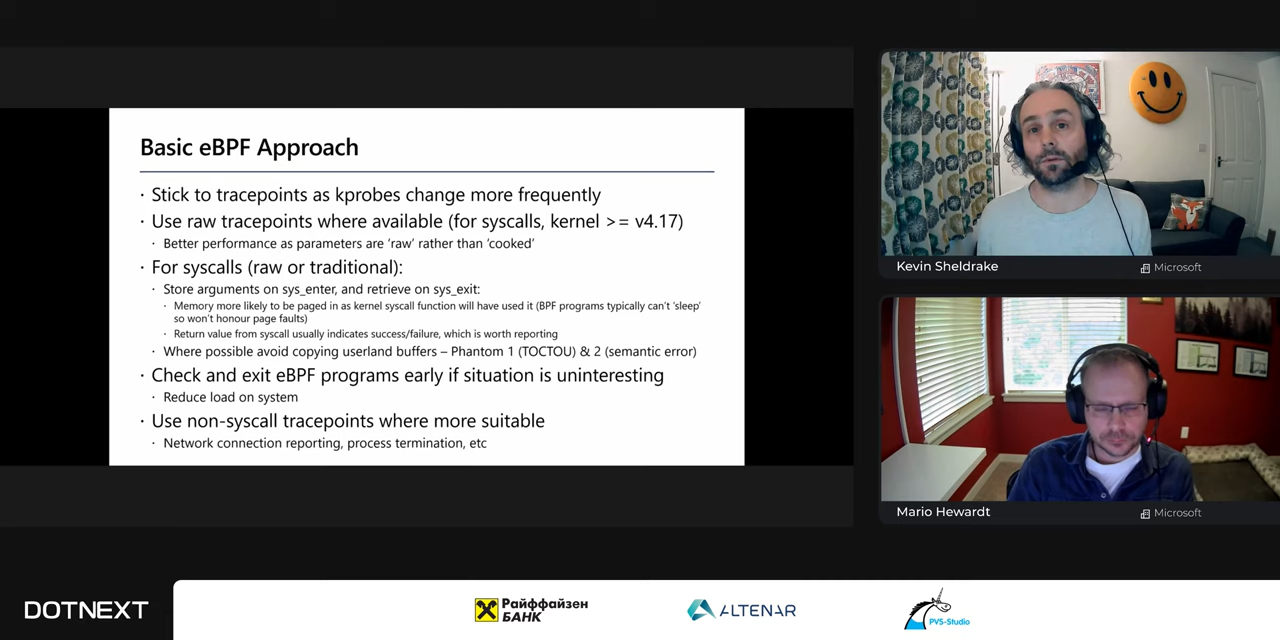 Basic eBPF Approach
· Stick to tracepoints as kprobes change more frequently
· Use raw tracepoints where available (for syscalls, kernel >= v4.17)
· Better performance as parameters are 'raw' rather than 'cooked'
· For syscalls (raw or traditional):
· Store arguments on sys_enter, and retrieve on sys_exit:
· Memory more likely to be paged in as kernel syscall function will have used it (BPF programs typically can't 'sleep'
so won't honour page faults)
· Return value from syscall usually indicates success/failure, which is worth reporting
· Where possible avoid copying userland buffers – Phantom 1 (TOCTOU) & 2 (semantic error)
· Check and exit eBPF programs early if situation is uninteresting
· Reduce load on system
· Use non-syscall tracepoints where more suitable
· Network connection reporting, process termination, etc
Kevin Sheldrake
Microsoft
Mario Hewardt
Microsoft
DOTNEXT
Райффайзен
БАНК
ALTENAR
PVS-Studio